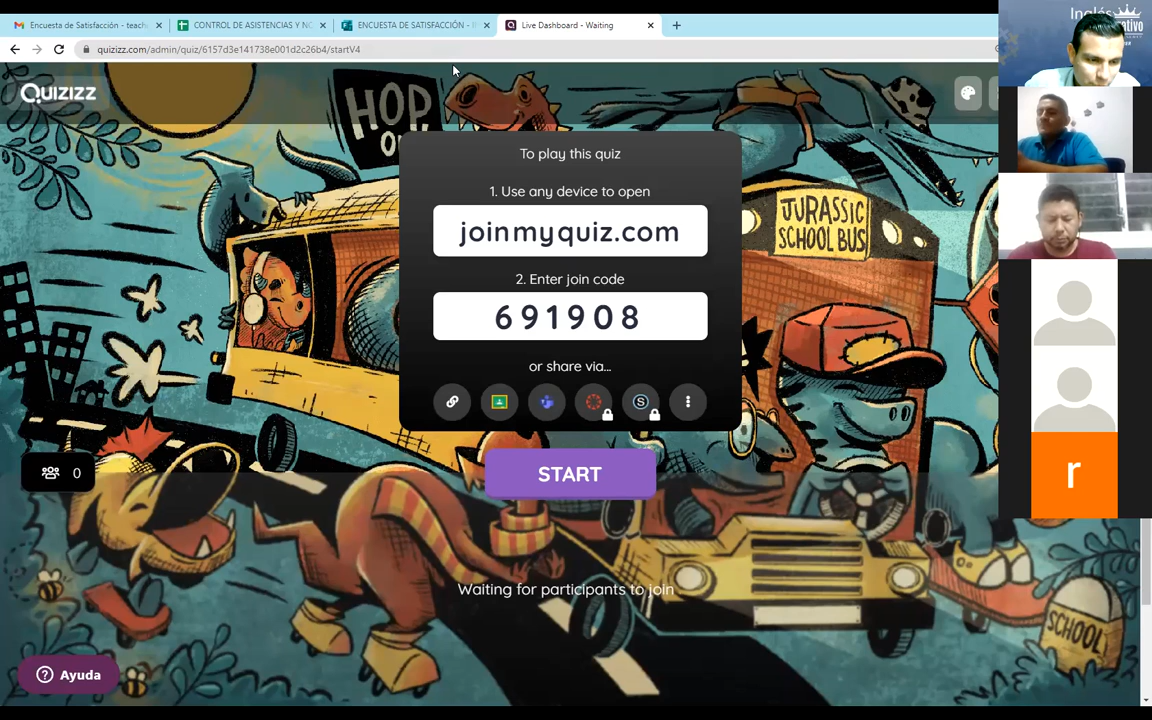 Encuesta de Satisfacción - teach
CONTROL DE ASISTENCIAS Y NO
ENCUESTA DE SATISFACCIÓN - I
Live Dashboard - Waiting
quizizz.com/admin/quiz/6157d3e141738e001d2c26b4/startV4
Inglés
QUIZIZZ
HOP
JURASSIC
SCHOOL BUS
To play this quiz
1. Use any device to open
joinmyquiz.com
2. Enter join code
691908
or share via...
S
0
START
r
Waiting for participants to join
SCHOOL
Ayuda